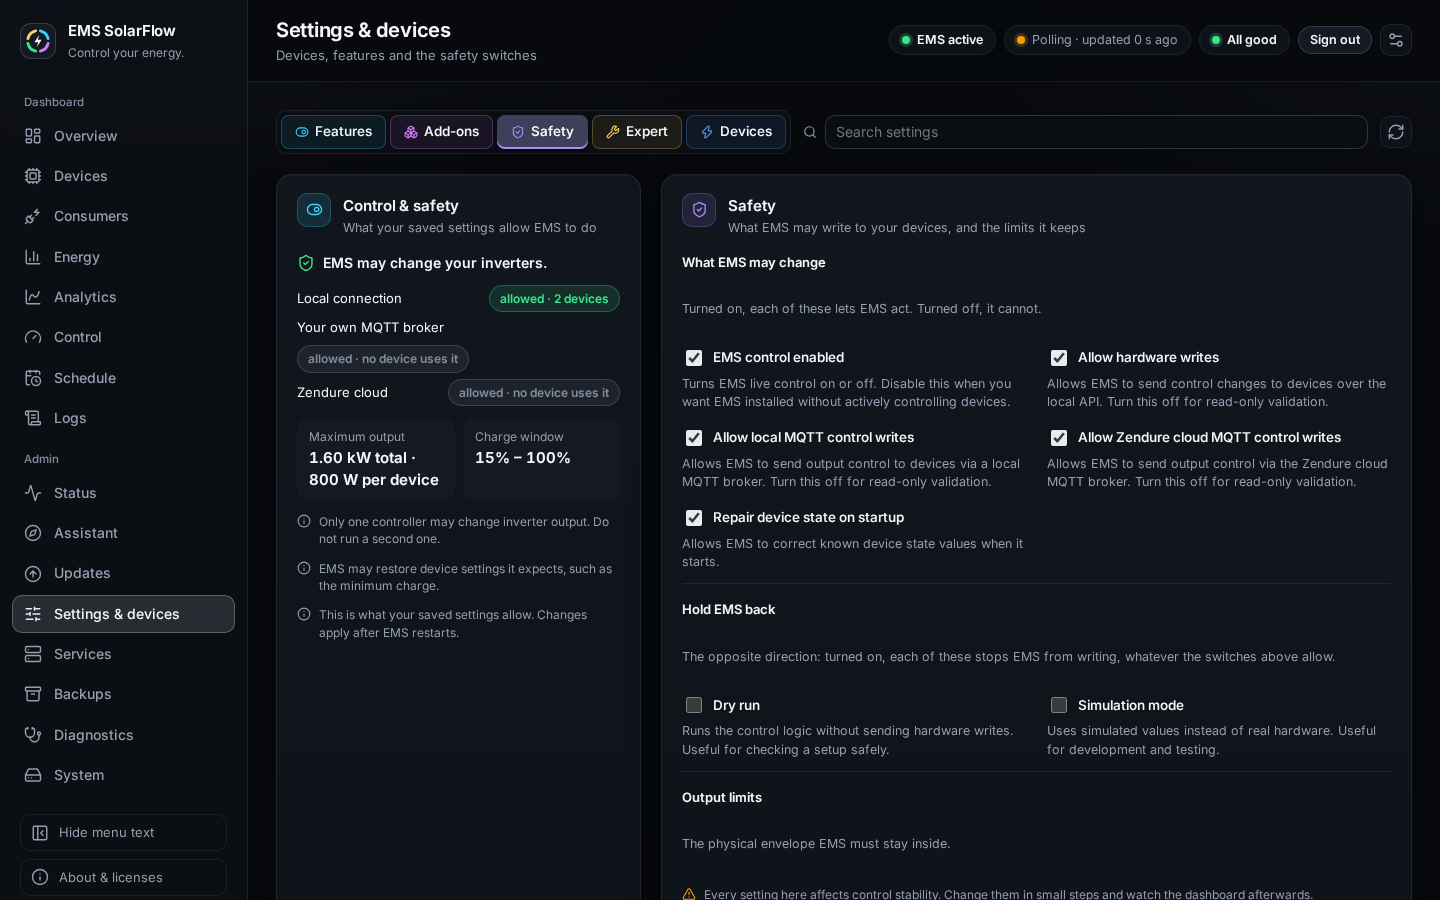 EMS SolarFlow
Control your energy.
Dashboard
Overview
Devices
Consumers
Energy
Analytics
Control
Schedule
Logs
Admin
Status
Assistant
Updates
Settings & devices
Services
Backups
Diagnostics
System
Hide menu text
About & licenses
Settings & devices
Devices, features and the safety switches
EMS active
Polling · updated 0 s ago
All good
Sign out
Features
Add-ons
Safety
Expert
Devices
Search settings
Control & safety
What your saved settings allow EMS to do
EMS may change your inverters.
Local connection
allowed · 2 devices
Your own MQTT broker
allowed · no device uses it
Zendure cloud
allowed · no device uses it
Maximum output
1.60 kW total ·
800 W per device
Charge window
15% – 100%
Only one controller may change inverter output. Do
not run a second one.
EMS may restore device settings it expects, such as
the minimum charge.
This is what your saved settings allow. Changes
apply after EMS restarts.
Safety
What EMS may write to your devices, and the limits it keeps
What EMS may change
Turned on, each of these lets EMS act. Turned off, it cannot.
EMS control enabled
Turns EMS live control on or off. Disable this when you
want EMS installed without actively controlling devices.
Allow hardware writes
Allows EMS to send control changes to devices over the
local API. Turn this off for read-only validation.
Allow local MQTT control writes
Allows EMS to send output control to devices via a local
MQTT broker. Turn this off for read-only validation.
Allow Zendure cloud MQTT control writes
Allows EMS to send output control via the Zendure cloud
MQTT broker. Turn this off for read-only validation.
Repair device state on startup
Allows EMS to correct known device state values when it
starts.
Hold EMS back
The opposite direction: turned on, each of these stops EMS from writing, whatever the switches above allow.
Dry run
Runs the control logic without sending hardware writes.
Useful for checking a setup safely.
Simulation mode
Uses simulated values instead of real hardware. Useful
for development and testing.
Output limits
The physical envelope EMS must stay inside.
Every setting here affects control stability. Change them in small steps and watch the dashboard afterwards.